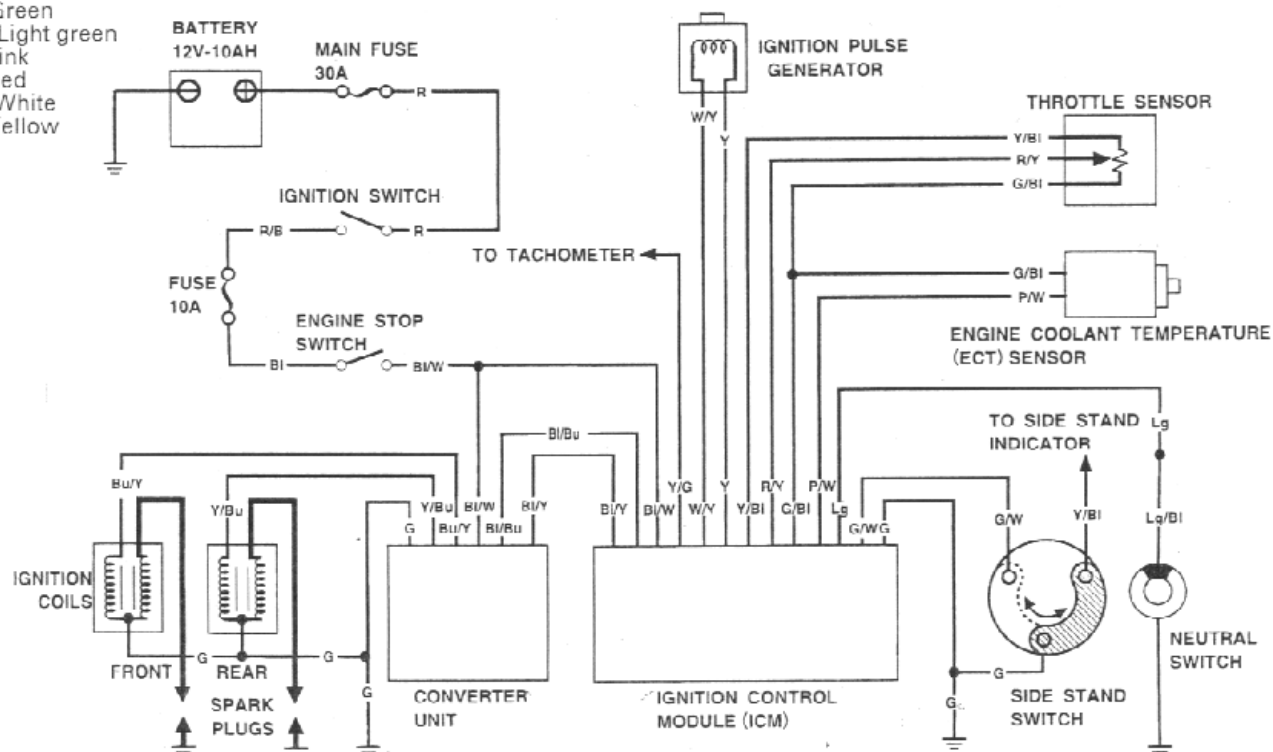 Green
Light green
ink
ed
White
ellow
BATTERY
12V-10AH
MAIN FUSE
30A
R
IGNITION PULSE
GENERATOR
W/Y
Y
THROTTLE SENSOR
Y/Bl
R/Y
G/Bl
IGNITION SWITCH
R/B
R
TO TACHOMETER
G/Bl
P/W
FUSE
10A
ENGINE STOP
SWITCH
Bl
Bl/W
ENGINE COOLANT TEMPERATURE
(ECT) SENSOR
TO SIDE STAND
INDICATOR
Lg
Bl/Bu
Bu/Y
Y/Bu
G
Y/Bu
Bu/Y
Bl/W
Bl/Bu
Bl/Y
Bl/Y
Bl/W
Y/G
W/Y
Y
Y/Bl
R/Y
G/Bl
P/W
Lg
G/W
G
G/W
Y/Bl
Lg/Bl
IGNITION
COILS
FRONT
G
REAR
G
G
SPARK
PLUGS
CONVERTER
UNIT
IGNITION CONTROL
MODULE (ICM)
G
G
SIDE STAND
SWITCH
NEUTRAL
SWITCH